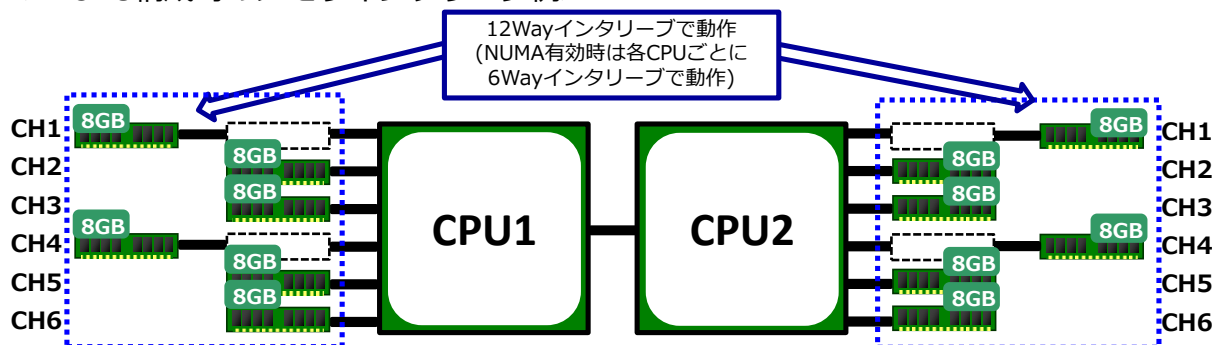 12Wayインタリーブで動作
(NUMA有効時は各CPUごとに
6Wayインタリーブで動作)
CH1 8GB 8GB CH1
CH2 8GB 8GB CH2
CH3 8GB 8GB CH3
CPU1 CPU2
CH4 8GB 8GB CH4
CH5 8GB 8GB CH5
CH6 8GB 8GB CH6